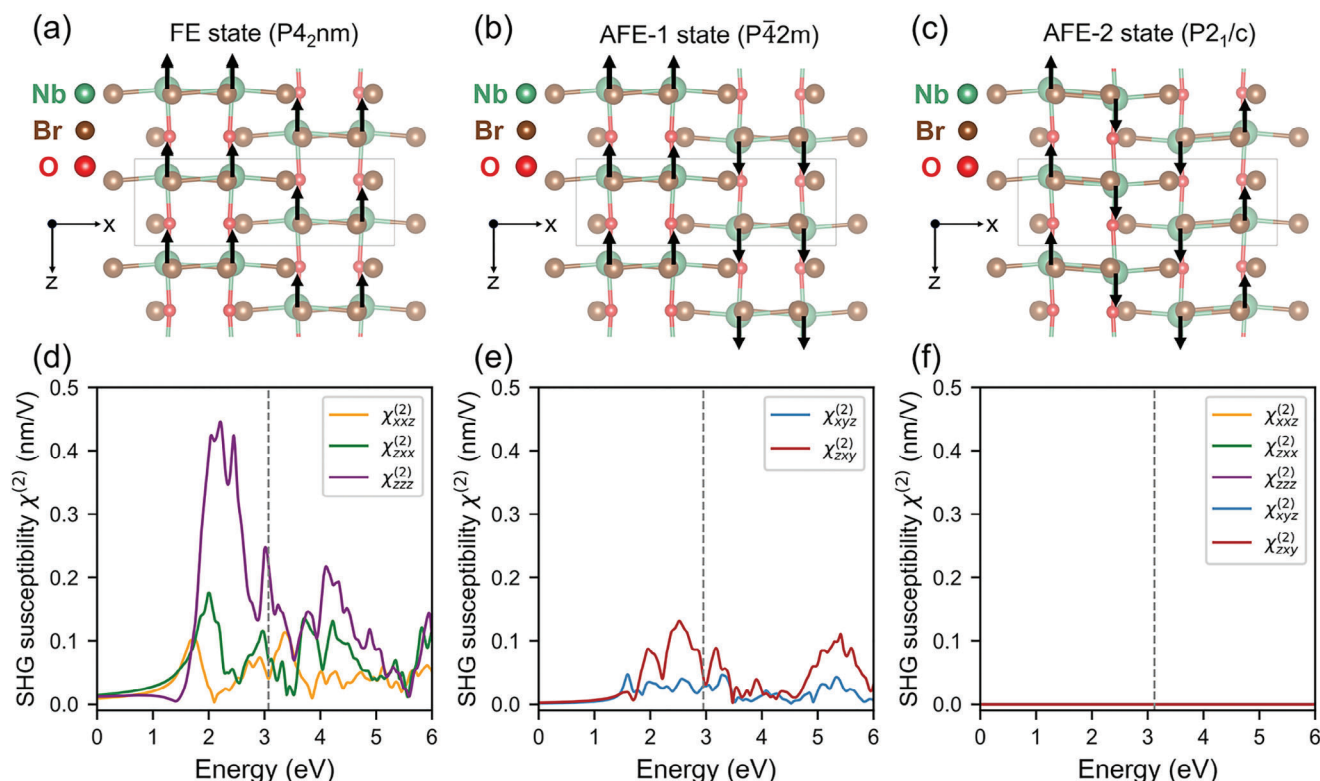 (a) FE state (P4₂nm)
Nb
Br
O
x
z
(b) AFE-1 state (P4̅2m)
Nb
Br
O
x
z
(c) AFE-2 state (P2₁/c)
Nb
Br
O
x
z
(d)
SHG susceptibility χ⁽²⁾ (nm/V)
0.5
0.4
0.3
0.2
0.1
0.0
χ⁽²⁾xxz
χ⁽²⁾zxx
χ⁽²⁾zzz
0 1 2 3 4 5 6
Energy (eV)
(e)
SHG susceptibility χ⁽²⁾ (nm/V)
0.5
0.4
0.3
0.2
0.1
0.0
χ⁽²⁾xyz
χ⁽²⁾zxy
0 1 2 3 4 5 6
Energy (eV)
(f)
SHG susceptibility χ⁽²⁾ (nm/V)
0.5
0.4
0.3
0.2
0.1
0.0
χ⁽²⁾xxz
χ⁽²⁾zxx
χ⁽²⁾zzz
χ⁽²⁾xyz
χ⁽²⁾zxy
0 1 2 3 4 5 6
Energy (eV)